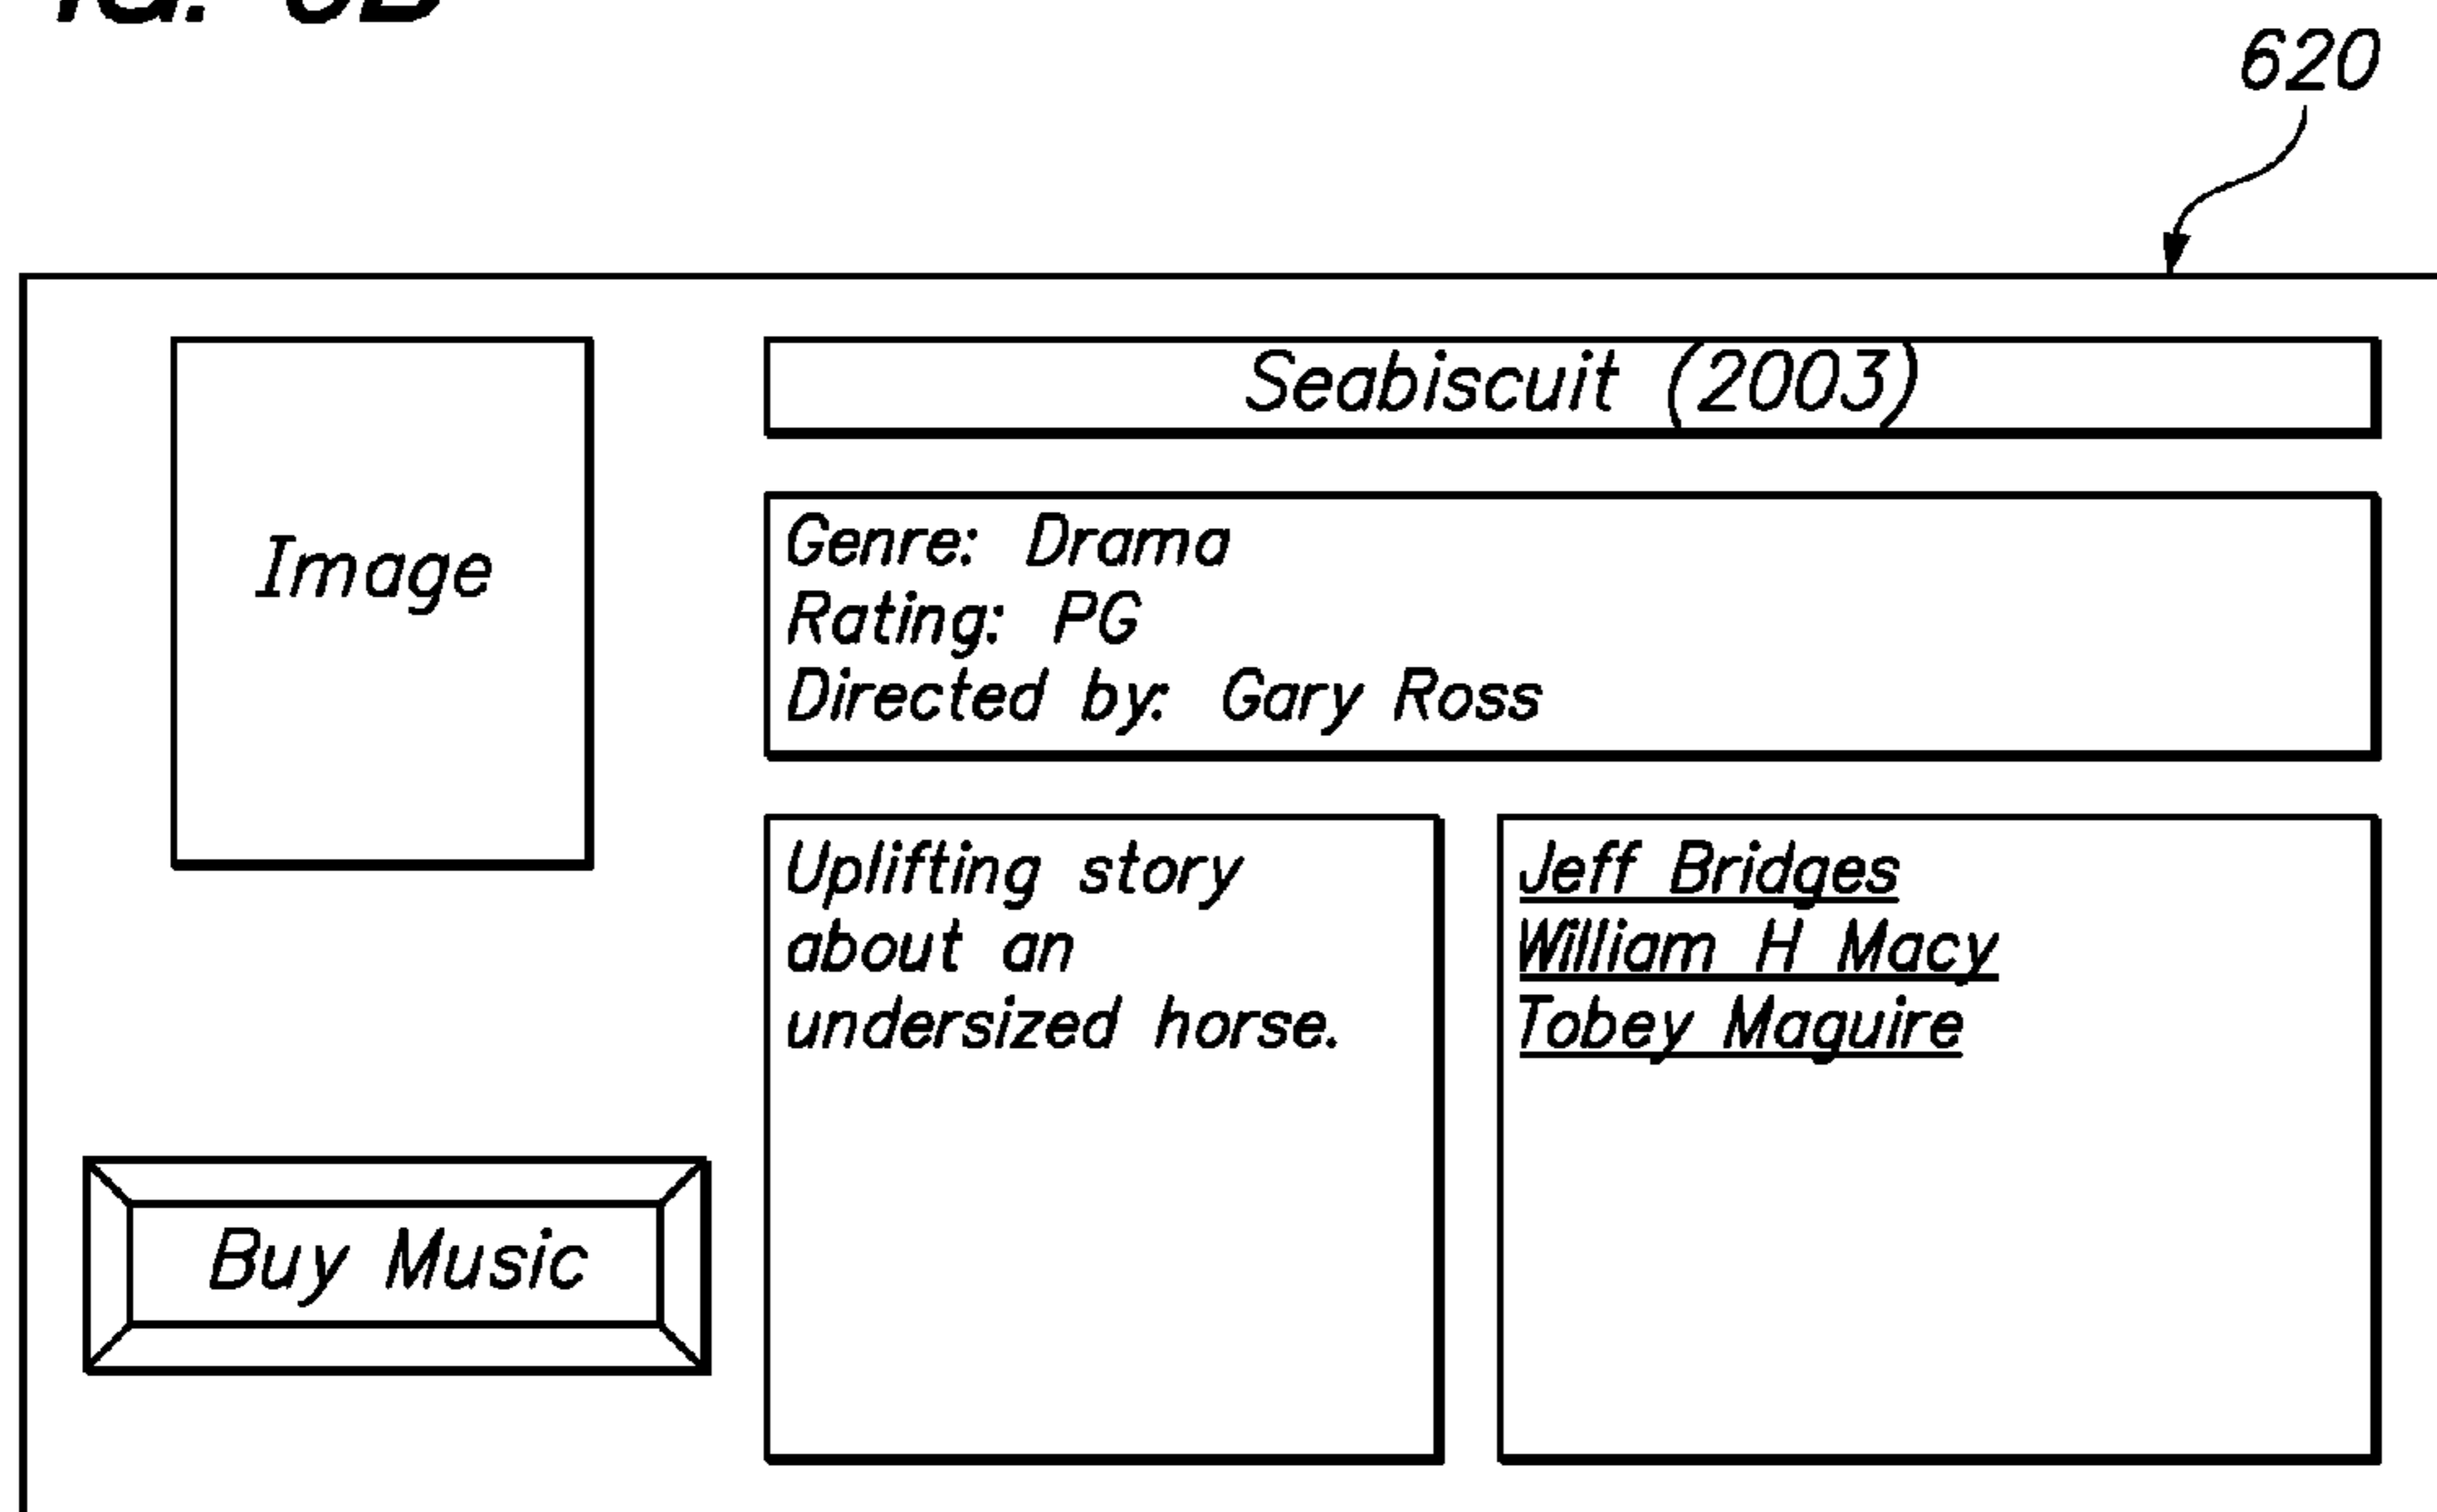 620
Seabiscuit (2003)
Image
Genre: Drama
Rating: PG
Directed by: Gary Ross
Uplifting story
about an
undersized horse.
Jeff Bridges
William H Macy
Tobey Maguire
Buy Music